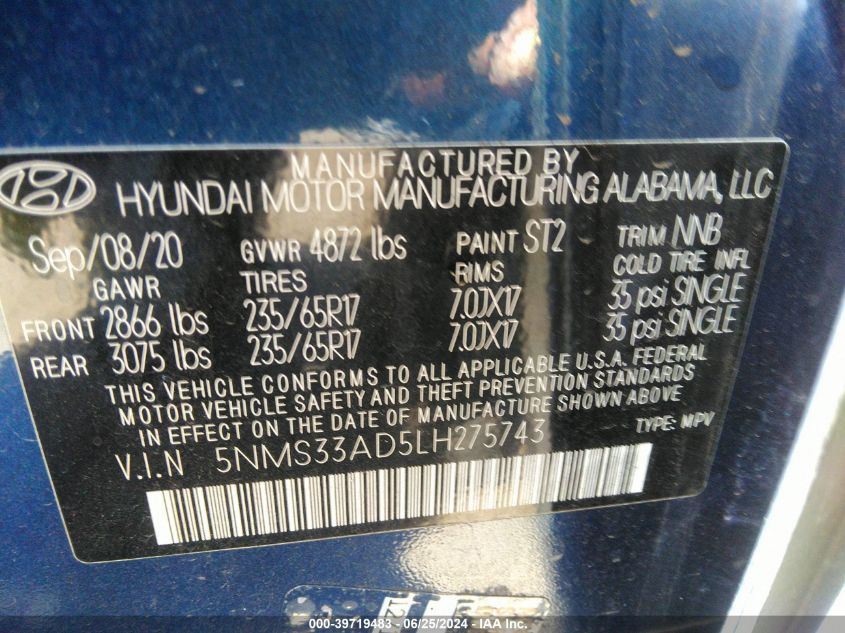 MANUFACTURED BY
HYUNDAI MOTOR MANUFACTURING ALABAMA, LLC
Sep/08/20 GVWR 4872 lbs PAINT ST2 TRIM NNB
GAWR TIRES RIMS COLD TIRE INFL
FRONT 2866 lbs 235/65R17 7.0JX17 35 psi SINGLE
REAR 3075 lbs 235/65R17 7.0JX17 35 psi SINGLE
THIS VEHICLE CONFORMS TO ALL APPLICABLE U.S.A. FEDERAL
MOTOR VEHICLE SAFETY AND THEFT PREVENTION STANDARDS
IN EFFECT ON THE DATE OF MANUFACTURE SHOWN ABOVE
V.I.N 5NMS33AD5LH275743 TYPE: MPV
000-39719483 - 06/25/2024 - IAA Inc.